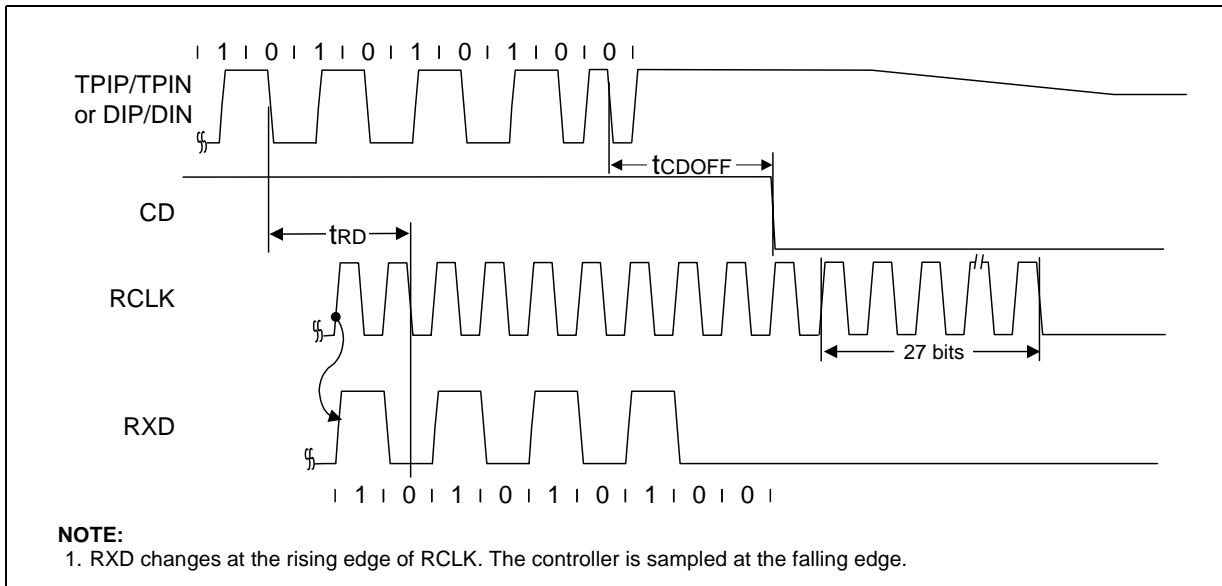 1 0 1 0 1 0 1 0 0
TPIP/TPIN
or DIP/DIN
tCDOFF
CD
tRD
RCLK
27 bits
RXD
1 0 1 0 1 0 1 0 0
NOTE:
1. RXD changes at the rising edge of RCLK. The controller is sampled at the falling edge.